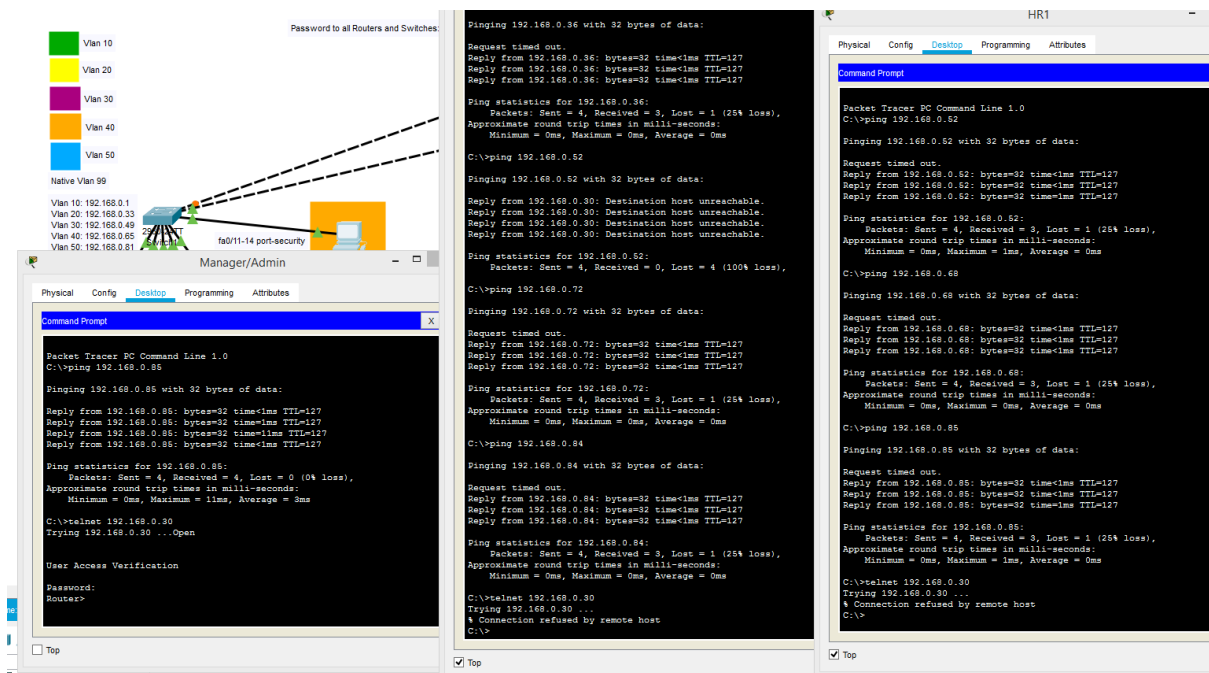 Password to all Routers and Switches:
Vlan 10
Vlan 20
Vlan 30
Vlan 40
Vlan 50
Native Vlan 99
Vlan 10: 192.168.0.1
Vlan 20: 192.168.0.33
Vlan 30: 192.168.0.49
Vlan 40: 192.168.0.65
Vlan 50: 192.168.0.81
Switch1
fa0/11-14 port-security
Manager/Admin
Physical Config Desktop Programming Attributes
Command Prompt
X
Packet Tracer PC Command Line 1.0
C:\>ping 192.168.0.85
Pinging 192.168.0.85 with 32 bytes of data:
Reply from 192.168.0.85: bytes=32 time<1ms TTL=127
Reply from 192.168.0.85: bytes=32 time<1ms TTL=127
Reply from 192.168.0.85: bytes=32 time=11ms TTL=127
Reply from 192.168.0.85: bytes=32 time<1ms TTL=127
Ping statistics for 192.168.0.85:
Packets: Sent = 4, Received = 4, Lost = 0 (0% loss),
Approximate round trip times in milli-seconds:
Minimum = 0ms, Maximum = 11ms, Average = 3ms
C:\>telnet 192.168.0.30
Trying 192.168.0.30 ...Open
User Access Verification
Password:
Router>
Top
Pinging 192.168.0.36 with 32 bytes of data:
Request timed out.
Reply from 192.168.0.36: bytes=32 time<1ms TTL=127
Reply from 192.168.0.36: bytes=32 time<1ms TTL=127
Reply from 192.168.0.36: bytes=32 time<1ms TTL=127
Ping statistics for 192.168.0.36:
Packets: Sent = 4, Received = 3, Lost = 1 (25% loss),
Approximate round trip times in milli-seconds:
Minimum = 0ms, Maximum = 0ms, Average = 0ms
C:\>ping 192.168.0.52
Pinging 192.168.0.52 with 32 bytes of data:
Reply from 192.168.0.30: Destination host unreachable.
Reply from 192.168.0.30: Destination host unreachable.
Reply from 192.168.0.30: Destination host unreachable.
Reply from 192.168.0.30: Destination host unreachable.
Ping statistics for 192.168.0.52:
Packets: Sent = 4, Received = 0, Lost = 4 (100% loss),
C:\>ping 192.168.0.72
Pinging 192.168.0.72 with 32 bytes of data:
Request timed out.
Reply from 192.168.0.72: bytes=32 time<1ms TTL=127
Reply from 192.168.0.72: bytes=32 time<1ms TTL=127
Reply from 192.168.0.72: bytes=32 time<1ms TTL=127
Ping statistics for 192.168.0.72:
Packets: Sent = 4, Received = 3, Lost = 1 (25% loss),
Approximate round trip times in milli-seconds:
Minimum = 0ms, Maximum = 0ms, Average = 0ms
C:\>ping 192.168.0.84
Pinging 192.168.0.84 with 32 bytes of data:
Request timed out.
Reply from 192.168.0.84: bytes=32 time<1ms TTL=127
Reply from 192.168.0.84: bytes=32 time<1ms TTL=127
Reply from 192.168.0.84: bytes=32 time<1ms TTL=127
Ping statistics for 192.168.0.84:
Packets: Sent = 4, Received = 3, Lost = 1 (25% loss),
Approximate round trip times in milli-seconds:
Minimum = 0ms, Maximum = 0ms, Average = 0ms
C:\>telnet 192.168.0.30
Trying 192.168.0.30 ...
% Connection refused by remote host
C:\>
Top
HR1
Physical Config Desktop Programming Attributes
Command Prompt
Packet Tracer PC Command Line 1.0
C:\>ping 192.168.0.52
Pinging 192.168.0.52 with 32 bytes of data:
Request timed out.
Reply from 192.168.0.52: bytes=32 time<1ms TTL=127
Reply from 192.168.0.52: bytes=32 time<1ms TTL=127
Reply from 192.168.0.52: bytes=32 time=1ms TTL=127
Ping statistics for 192.168.0.52:
Packets: Sent = 4, Received = 3, Lost = 1 (25% loss),
Approximate round trip times in milli-seconds:
Minimum = 0ms, Maximum = 1ms, Average = 0ms
C:\>ping 192.168.0.68
Pinging 192.168.0.68 with 32 bytes of data:
Request timed out.
Reply from 192.168.0.68: bytes=32 time<1ms TTL=127
Reply from 192.168.0.68: bytes=32 time<1ms TTL=127
Reply from 192.168.0.68: bytes=32 time<1ms TTL=127
Ping statistics for 192.168.0.68:
Packets: Sent = 4, Received = 3, Lost = 1 (25% loss),
Approximate round trip times in milli-seconds:
Minimum = 0ms, Maximum = 0ms, Average = 0ms
C:\>ping 192.168.0.85
Pinging 192.168.0.85 with 32 bytes of data:
Request timed out.
Reply from 192.168.0.85: bytes=32 time<1ms TTL=127
Reply from 192.168.0.85: bytes=32 time<1ms TTL=127
Reply from 192.168.0.85: bytes=32 time=1ms TTL=127
Ping statistics for 192.168.0.85:
Packets: Sent = 4, Received = 3, Lost = 1 (25% loss),
Approximate round trip times in milli-seconds:
Minimum = 0ms, Maximum = 1ms, Average = 0ms
C:\>telnet 192.168.0.30
Trying 192.168.0.30 ...
% Connection refused by remote host
C:\>
Top